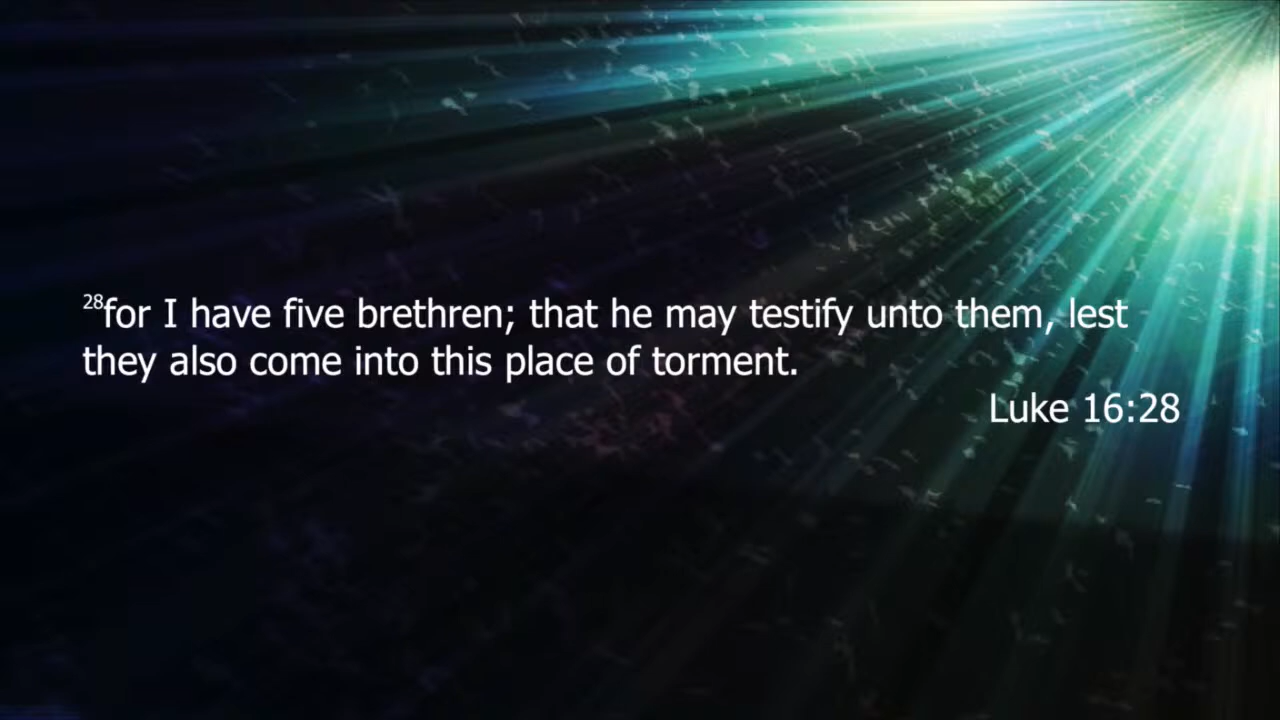 28for I have five brethren; that he may testify unto them, lest
they also come into this place of torment.
Luke 16:28